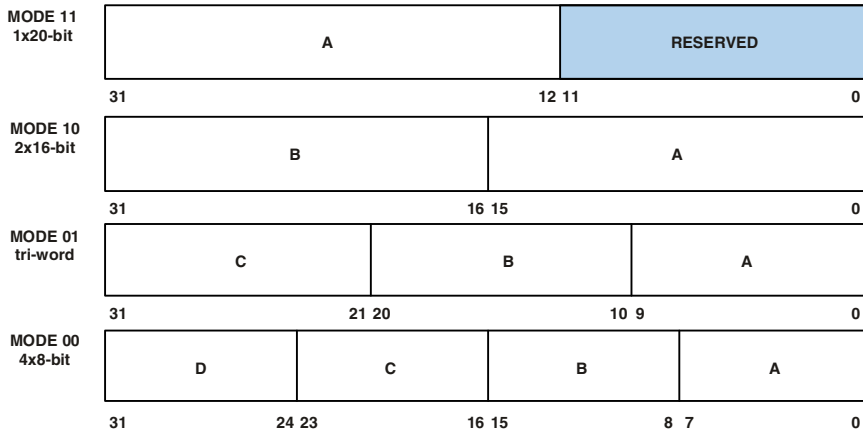 MODE 11
1x20-bit
A
RESERVED
31 12 11 0
MODE 10
2x16-bit
B
A
31 16 15 0
MODE 01
tri-word
C
B
A
31 21 20 10 9 0
MODE 00
4x8-bit
D
C
B
A
31 24 23 16 15 8 7 0